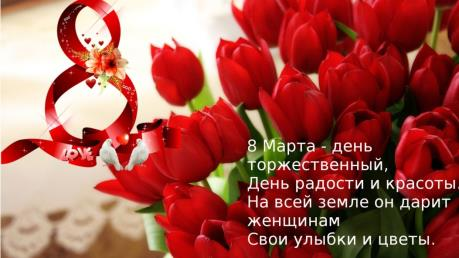 8
Love
8 Марта - день
торжественный,
День радости и красоты.
На всей земле он дарит
женщинам
Свои улыбки и цветы.